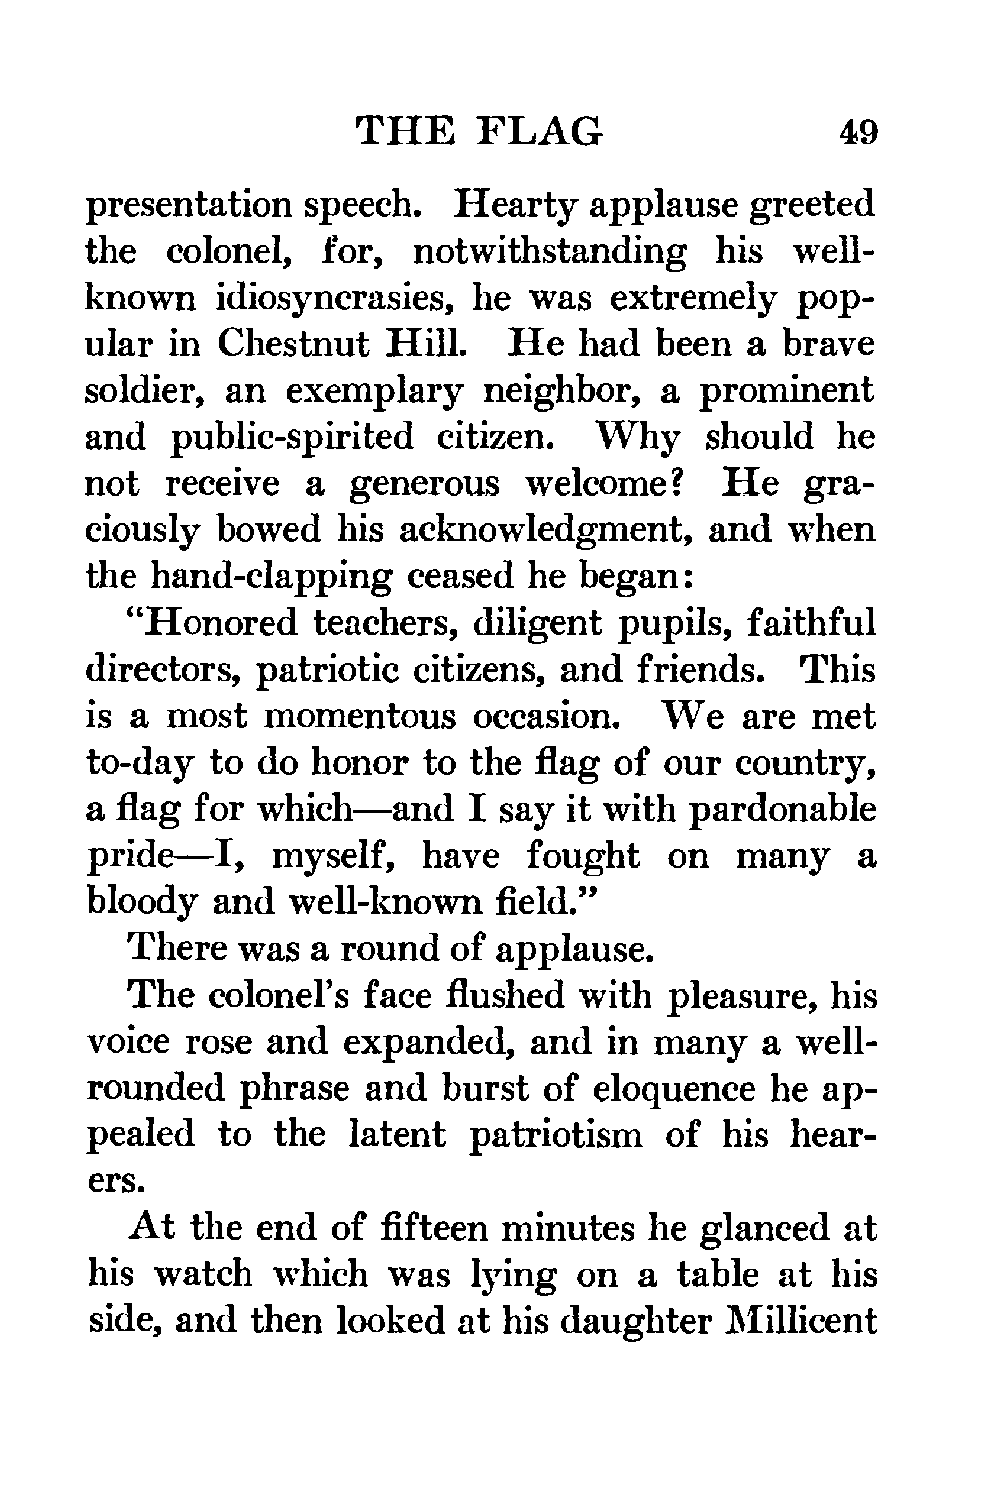 THE FLAG 49
presentation speech. Hearty applause greeted
the colonel, for, notwithstanding his well-
known idiosyncrasies, he was extremely pop-
ular in Chestnut Hill. He had been a brave
soldier, an exemplary neighbor, a prominent
and public-spirited citizen. Why should he
not receive a generous welcome? He gra-
ciously bowed his acknowledgment, and when
the hand-clapping ceased he began:
“Honored teachers, diligent pupils, faithful
directors, patriotic citizens, and friends. This
is a most momentous occasion. We are met
to-day to do honor to the flag of our country,
a flag for which—and I say it with pardonable
pride—I, myself, have fought on many a
bloody and well-known field.”
There was a round of applause.
The colonel’s face flushed with pleasure, his
voice rose and expanded, and in many a well-
rounded phrase and burst of eloquence he ap-
pealed to the latent patriotism of his hear-
ers.
At the end of fifteen minutes he glanced at
his watch which was lying on a table at his
side, and then looked at his daughter Millicent